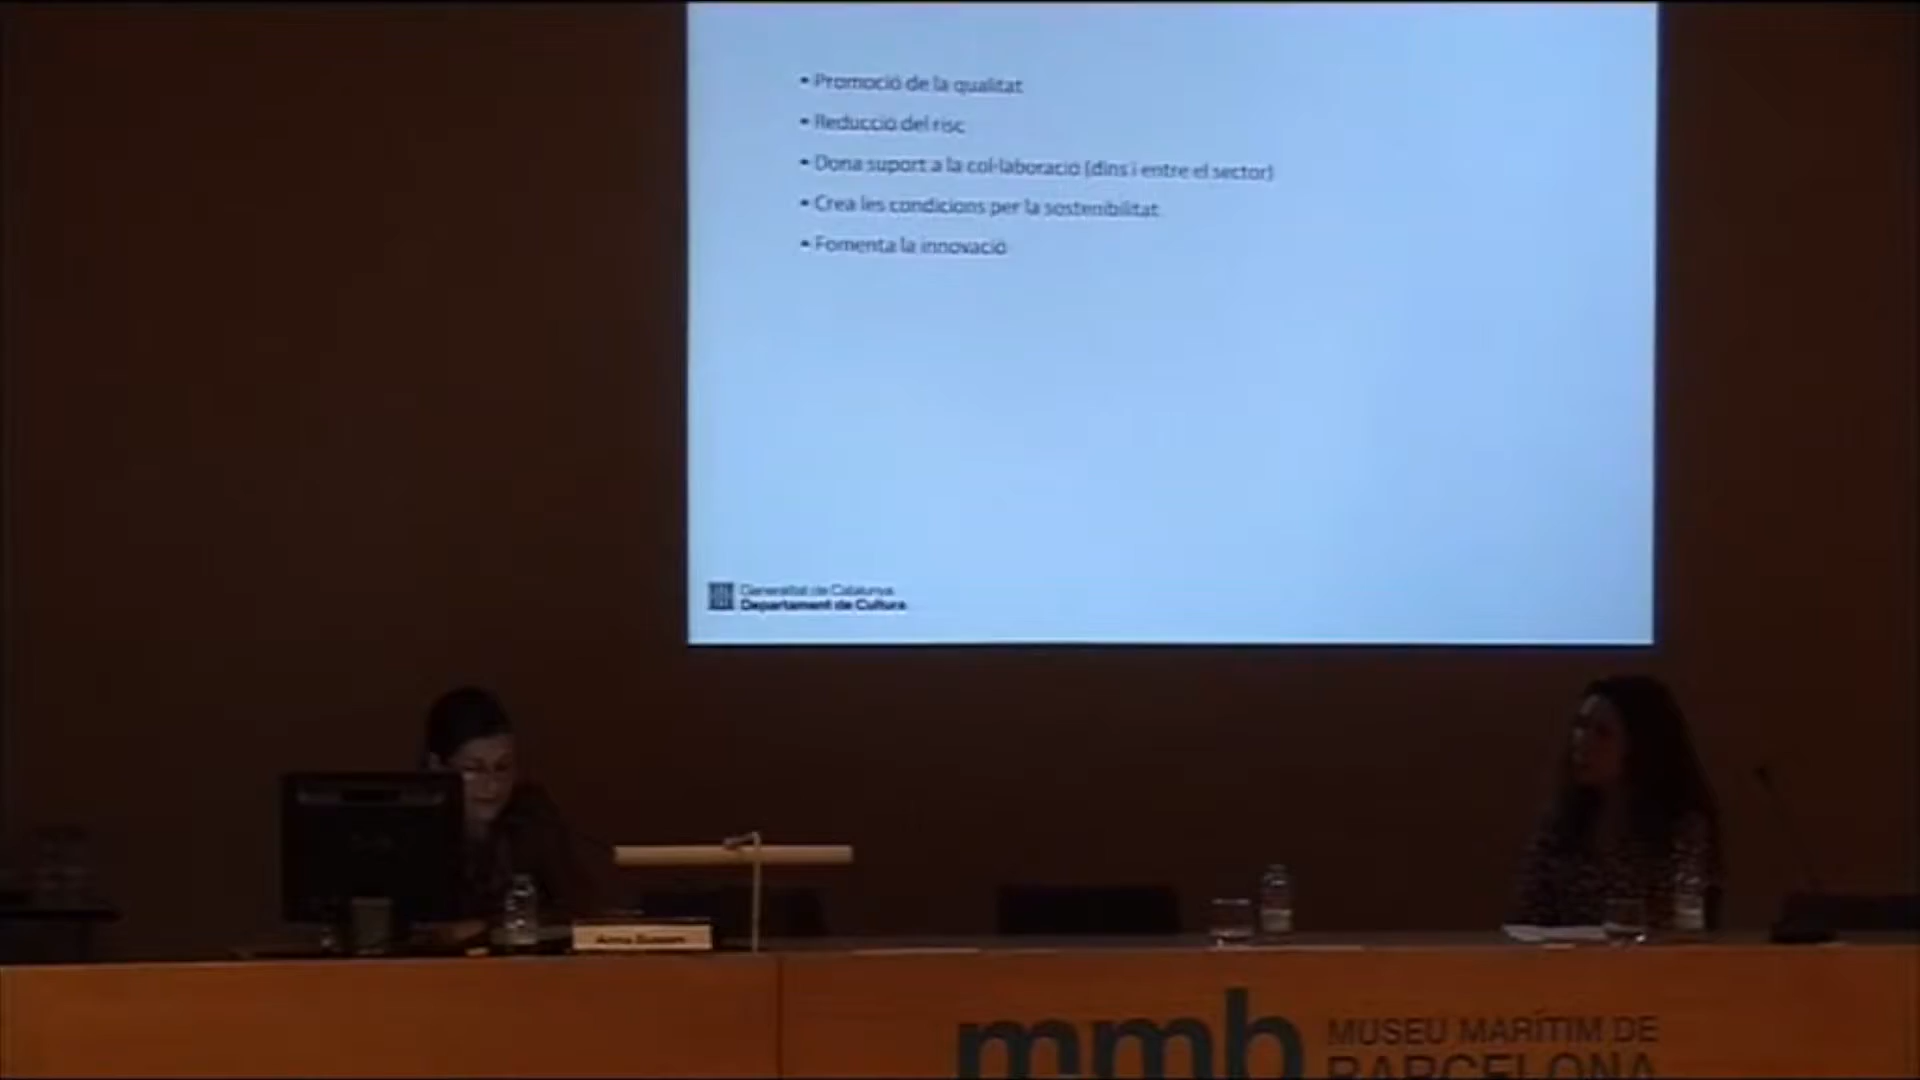 • Promoció de la qualitat
• Reducció del risc
• Dona suport a la col·laboració (dins i entre el sector)
• Crea les condicions per la sostenibilitat
• Fomenta la innovació
Generalitat de Catalunya
Departament de Cultura
Anna
mmb
MUSEU MARÍTIM DE
BARCELONA